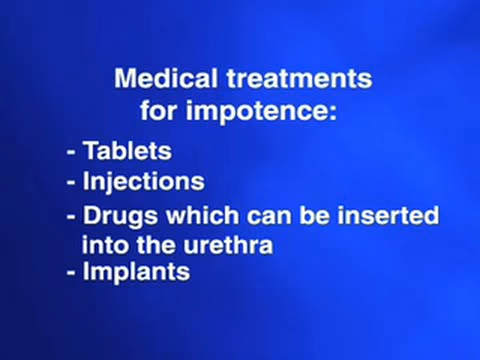 Medical treatments
for impotence:
- Tablets
- Injections
- Drugs which can be inserted
into the urethra
- Implants